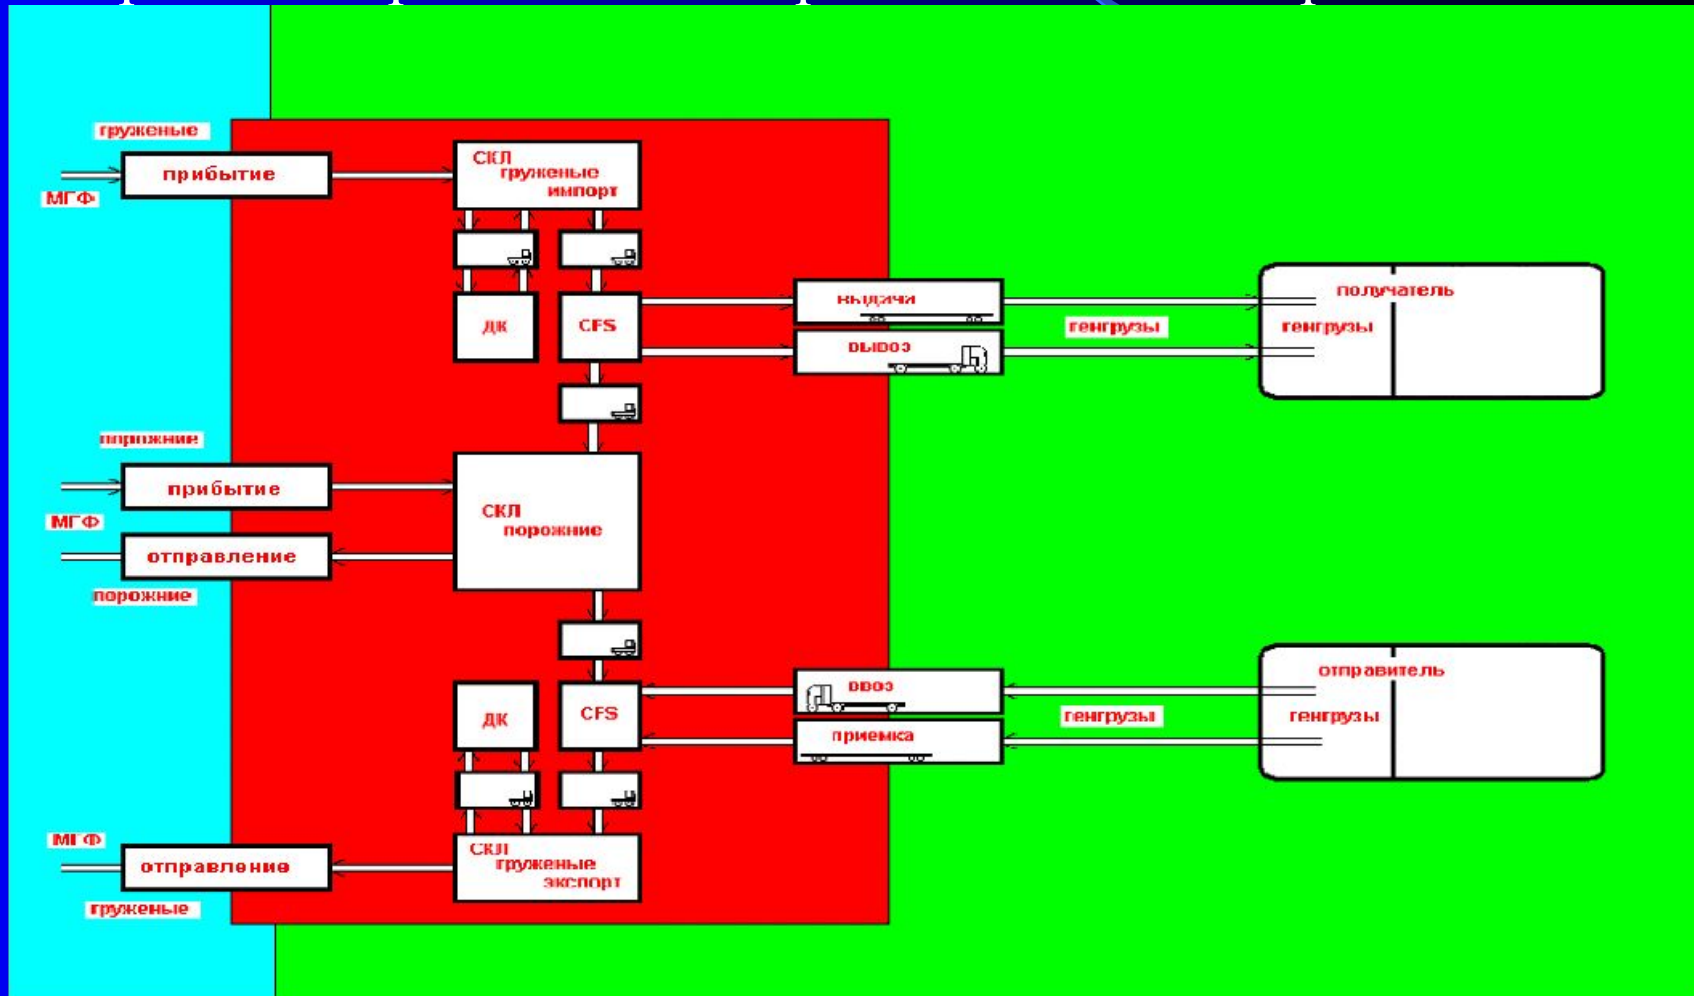 груженые
прибытие
МГФ
СКЛ
груженые
импорт
ДК
CFS
выдачи
вывоз
генгрузы
получатель
генгрузы
порожние
прибытие
МГФ
отправление
порожние
СКЛ
порожние
ДК
CFS
ввоз
приемка
генгрузы
отправитель
генгрузы
МГФ
отправление
груженые
СКЛ
груженые
экспорт